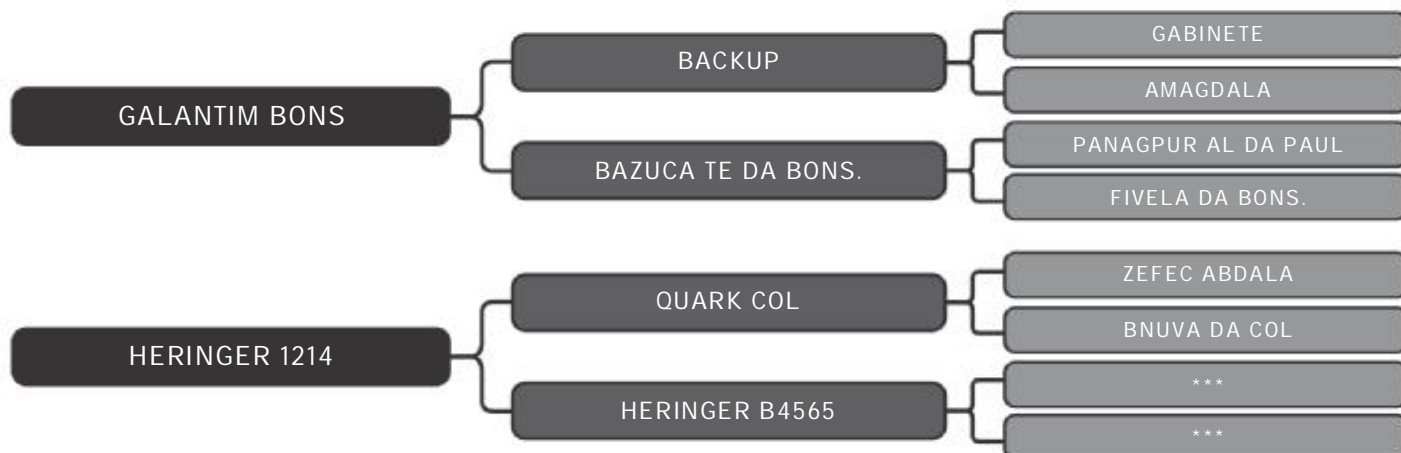 GABINETE
BACKUP
AMAGDALA
GALANTIM BONS
PANAGPUR AL DA PAUL
BAZUCA TE DA BONS.
FIVELA DA BONS.
ZEFEC ABDALA
QUARK COL
BNUVA DA COL
HERINGER 1214
***
HERINGER B4565
***